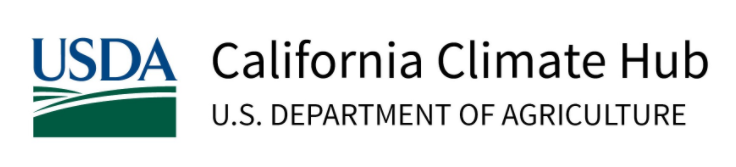 USDA
California Climate Hub
U.S. DEPARTMENT OF AGRICULTURE